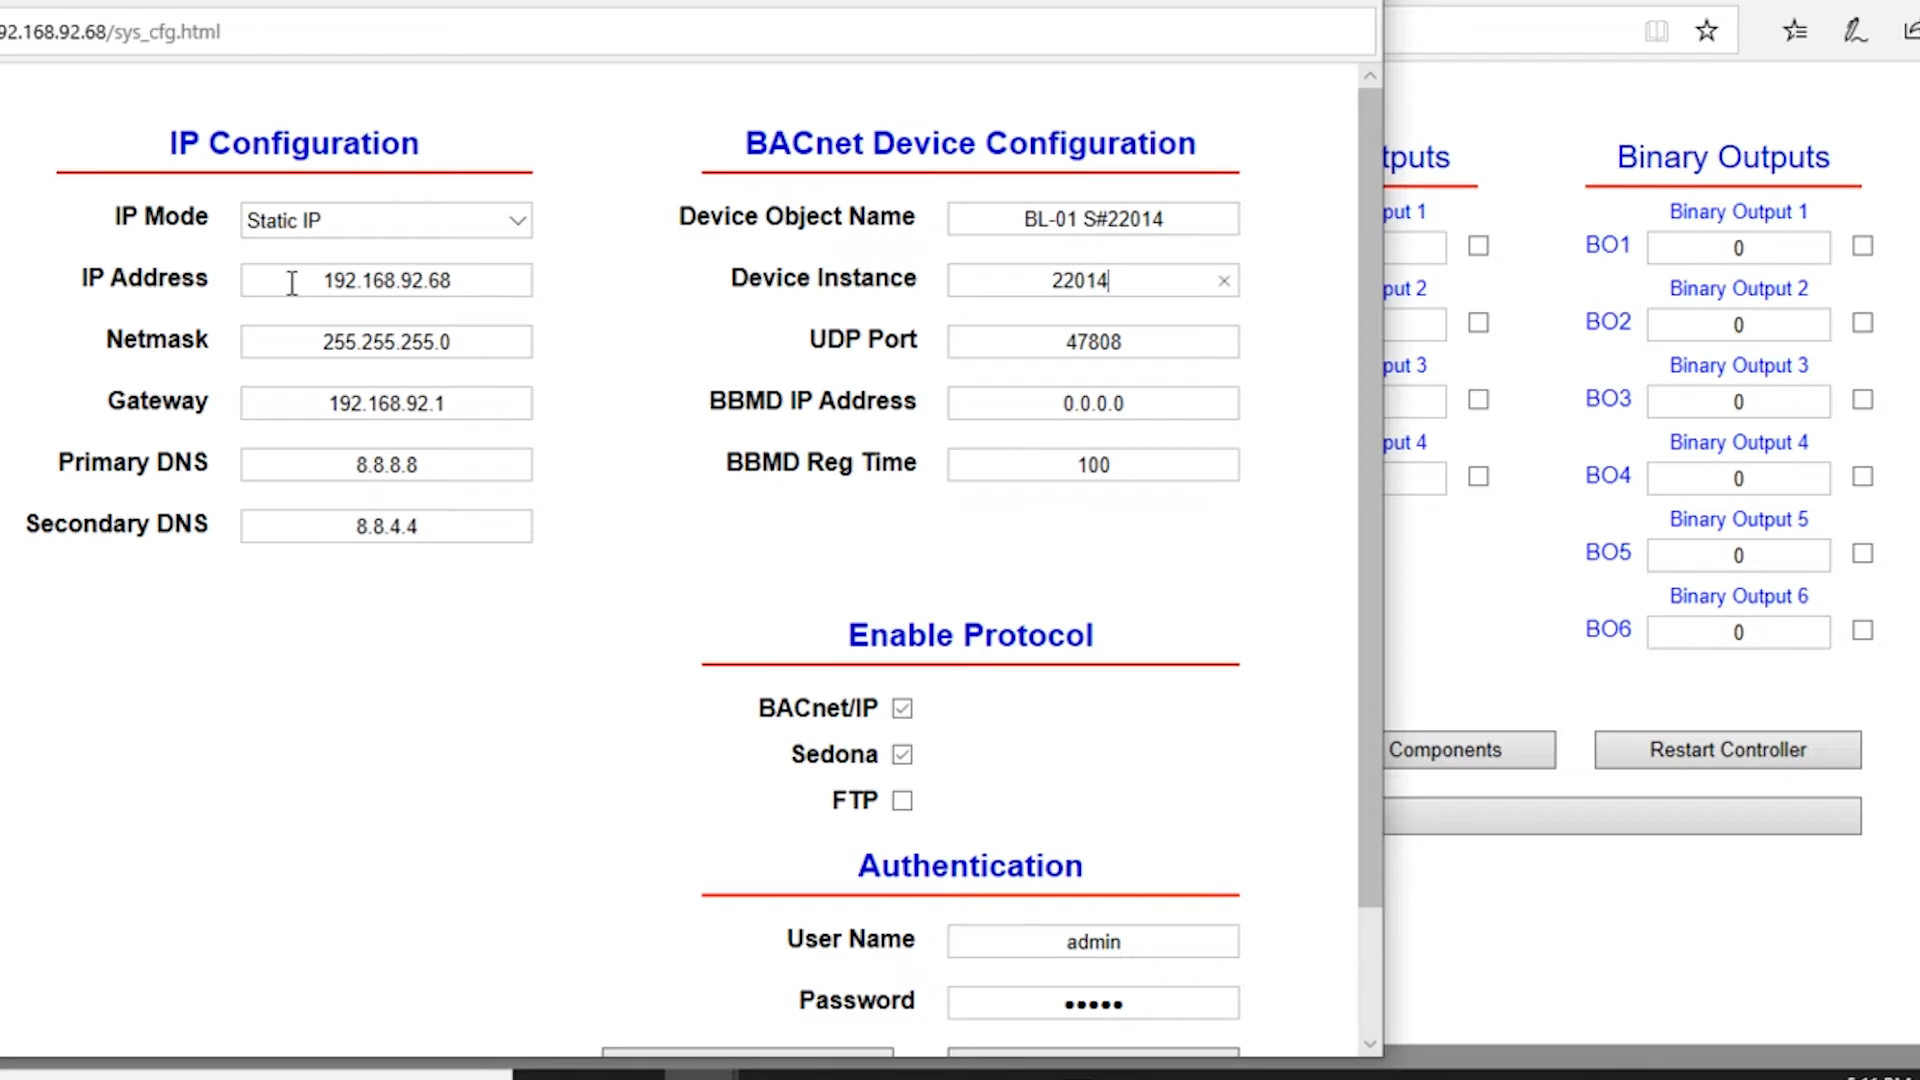 92.168.92.68/sys_cfg.html
IP Configuration
IP Mode Static IP
IP Address 192.168.92.68
Netmask 255.255.255.0
Gateway 192.168.92.1
Primary DNS 8.8.8.8
Secondary DNS 8.8.4.4
BACnet Device Configuration
Device Object Name BL-01 S#22014
Device Instance 22014
UDP Port 47808
BBMD IP Address 0.0.0.0
BBMD Reg Time 100
Enable Protocol
BACnet/IP
Sedona
FTP
Authentication
User Name admin
Password •••••
tputs
put 1
put 2
put 3
put 4
Binary Outputs
Binary Output 1
BO1 0
Binary Output 2
BO2 0
Binary Output 3
BO3 0
Binary Output 4
BO4 0
Binary Output 5
BO5 0
Binary Output 6
BO6 0
Components
Restart Controller